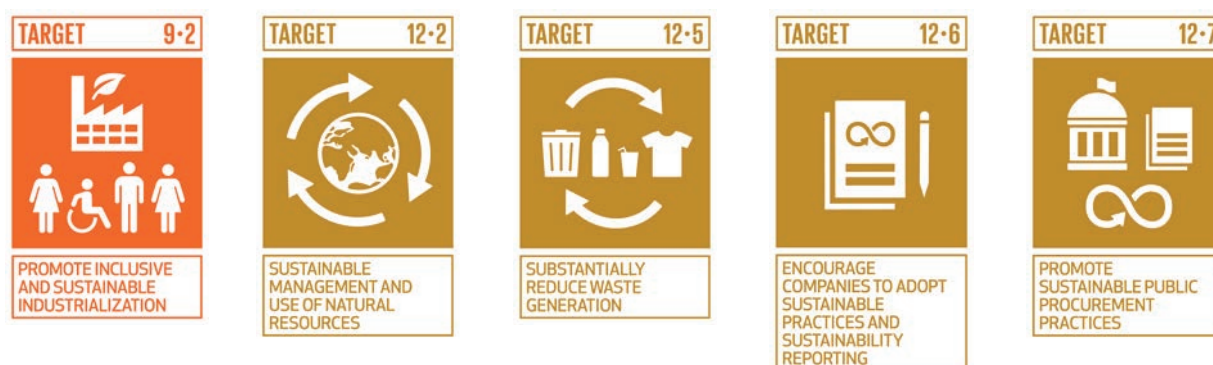 TARGET 9·2
PROMOTE INCLUSIVE
AND SUSTAINABLE
INDUSTRIALIZATION
TARGET 12·2
SUSTAINABLE
MANAGEMENT AND
USE OF NATURAL
RESOURCES
TARGET 12·5
SUBSTANTIALLY
REDUCE WASTE
GENERATION
TARGET 12·6
ENCOURAGE
COMPANIES TO ADOPT
SUSTAINABLE
PRACTICES AND
SUSTAINABILITY
REPORTING
TARGET 12·7
PROMOTE
SUSTAINABLE PUBLIC
PROCUREMENT
PRACTICES